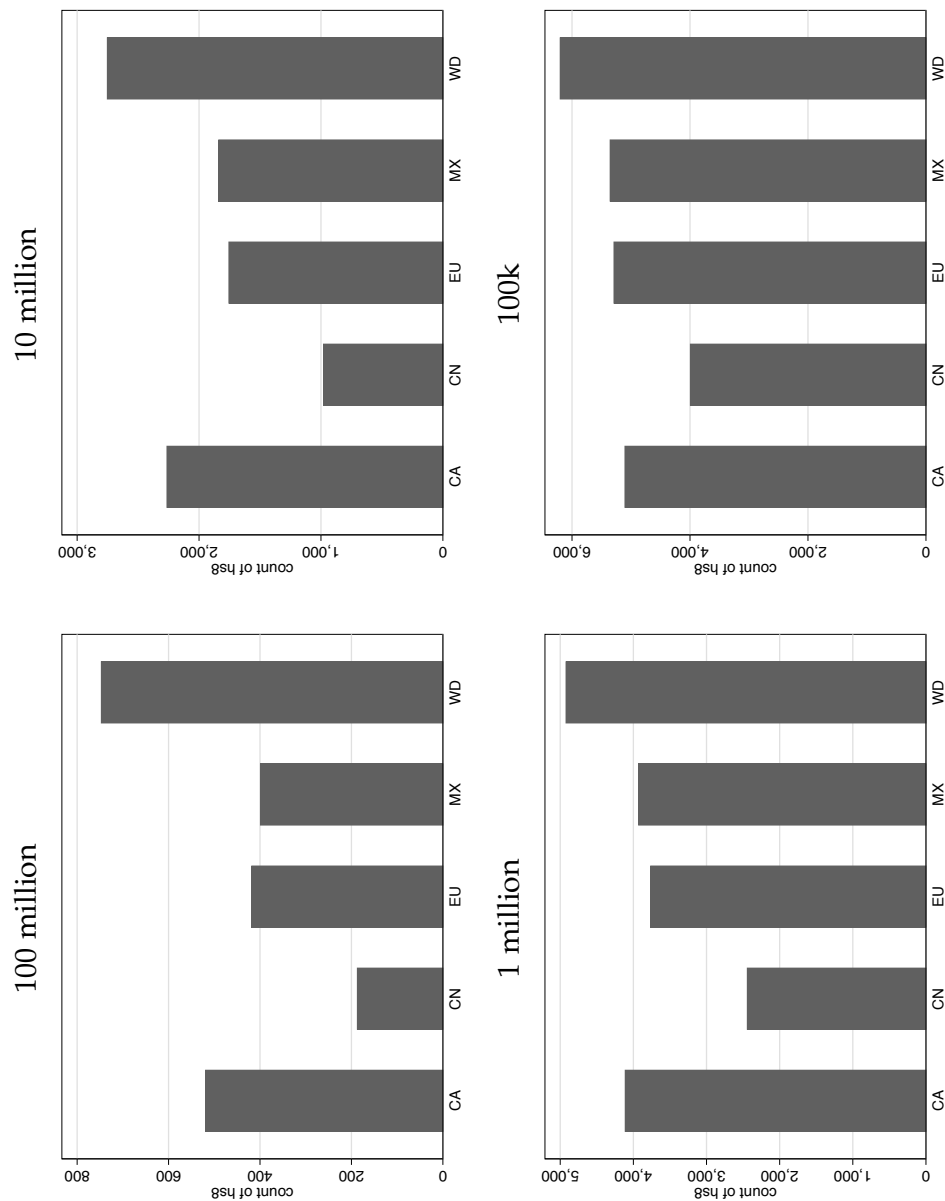 100 million
count of hs8
800
600
400
200
0
CA
CN
EU
MX
WD
10 million
count of hs8
3,000
2,000
1,000
0
CA
CN
EU
MX
WD
1 million
count of hs8
5,000
4,000
3,000
2,000
1,000
0
CA
CN
EU
MX
WD
100k
count of hs8
6,000
4,000
2,000
0
CA
CN
EU
MX
WD